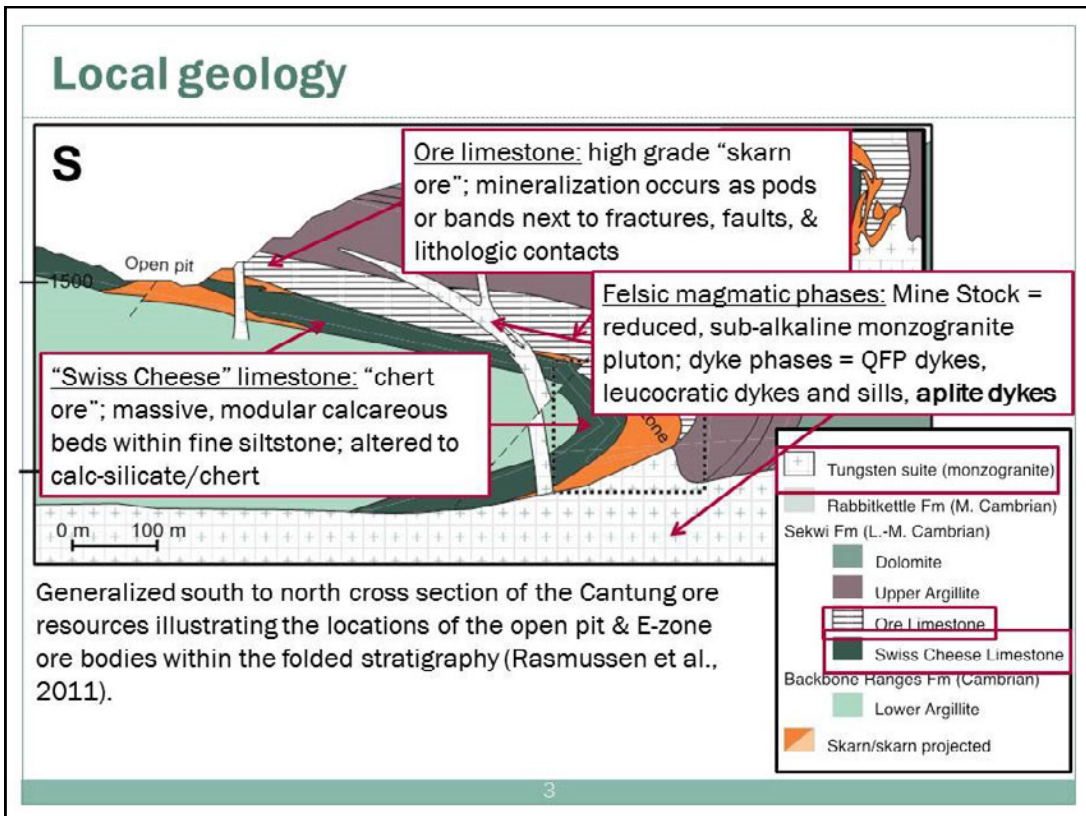 Local geology
S
Ore limestone: high grade “skarn
ore”; mineralization occurs as pods
or bands next to fractures, faults, &
lithologic contacts
Open pit
1500
Felsic magmatic phases: Mine Stock =
reduced, sub-alkaline monzogranite
pluton; dyke phases = QFP dykes,
leucocratic dykes and sills, aplite dykes
“Swiss Cheese” limestone: “chert
ore”; massive, modular calcareous
beds within fine siltstone; altered to
calc-silicate/chert
zone
0 m 100 m
Tungsten suite (monzogranite)
Rabbitkettle Fm (M. Cambrian)
Sekwi Fm (L.-M. Cambrian)
Dolomite
Upper Argillite
Ore Limestone
Swiss Cheese Limestone
Backbone Ranges Fm (Cambrian)
Lower Argillite
Skarn/skarn projected
Generalized south to north cross section of the Cantung ore
resources illustrating the locations of the open pit & E-zone
ore bodies within the folded stratigraphy (Rasmussen et al.,
2011).
3